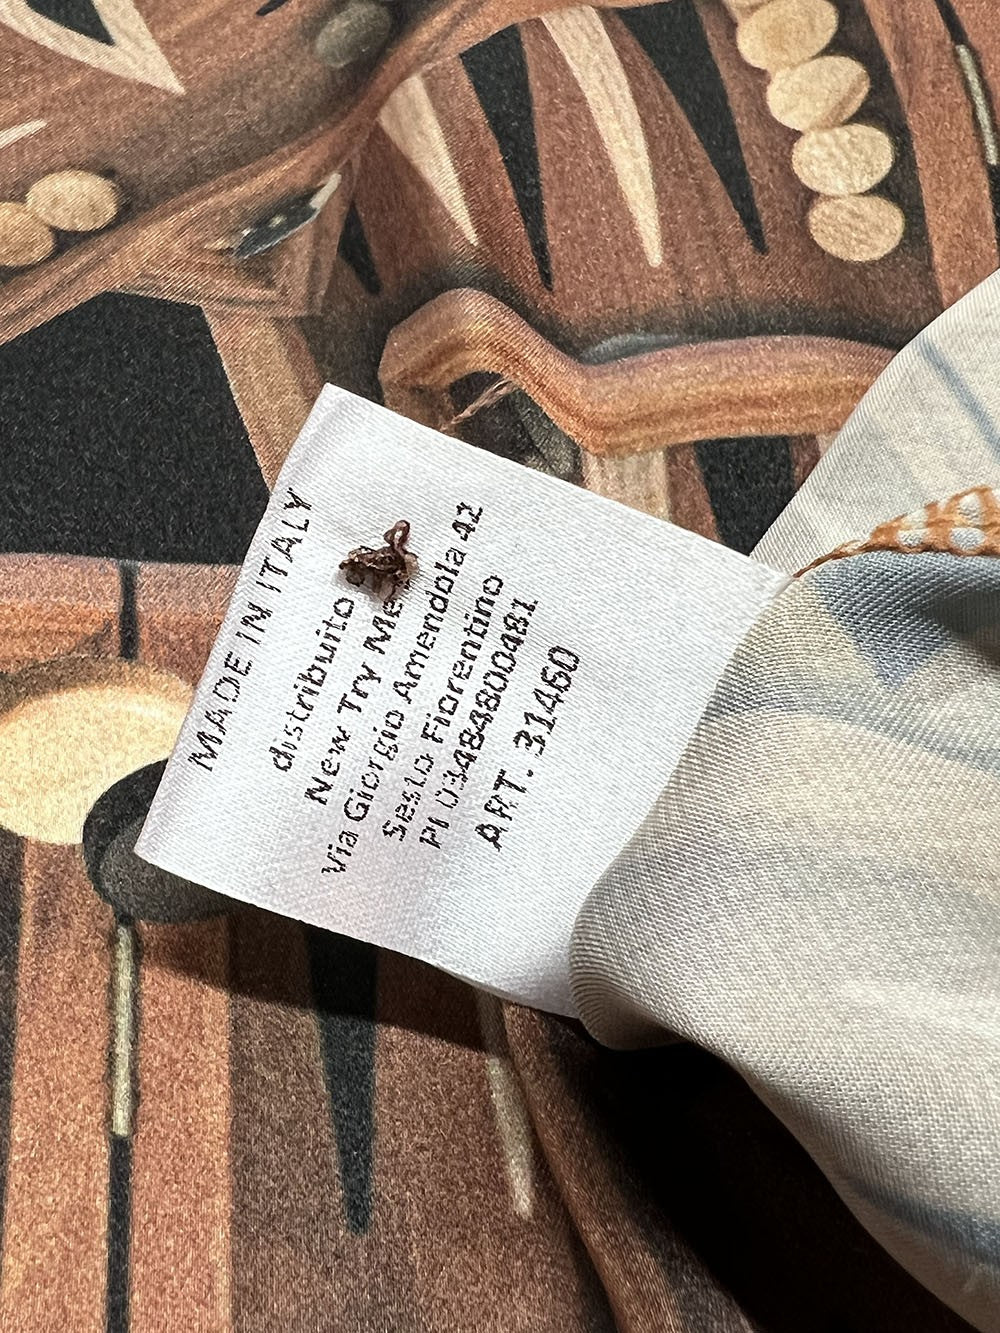 MADE IN ITALY
distribuito
New Try Me
Via Giorgio Amendola 42
Sesto Fiorentino
PI 03484800481
ART. 31460